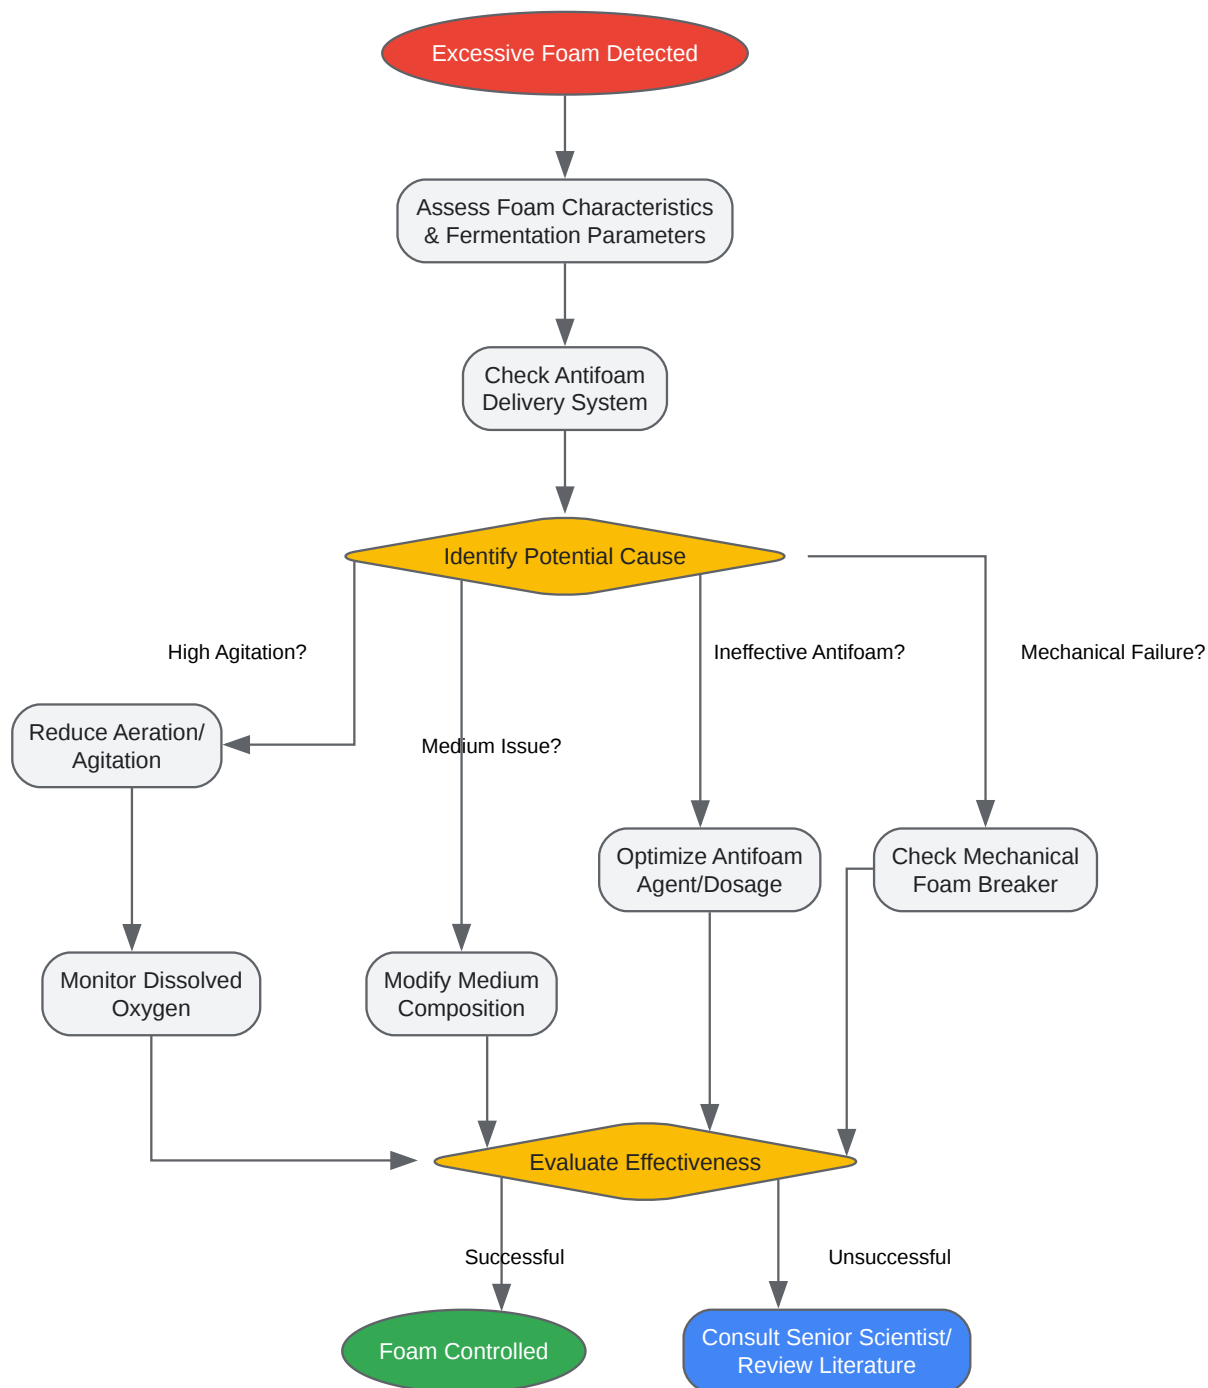 Excessive Foam Detected
Assess Foam Characteristics
& Fermentation Parameters
Check Antifoam
Delivery System
Identify Potential Cause
High Agitation?
Ineffective Antifoam?
Mechanical Failure?
Reduce Aeration/
Agitation
Medium Issue?
Optimize Antifoam
Agent/Dosage
Check Mechanical
Foam Breaker
Monitor Dissolved
Oxygen
Modify Medium
Composition
Evaluate Effectiveness
Successful
Unsuccessful
Foam Controlled
Consult Senior Scientist/
Review Literature